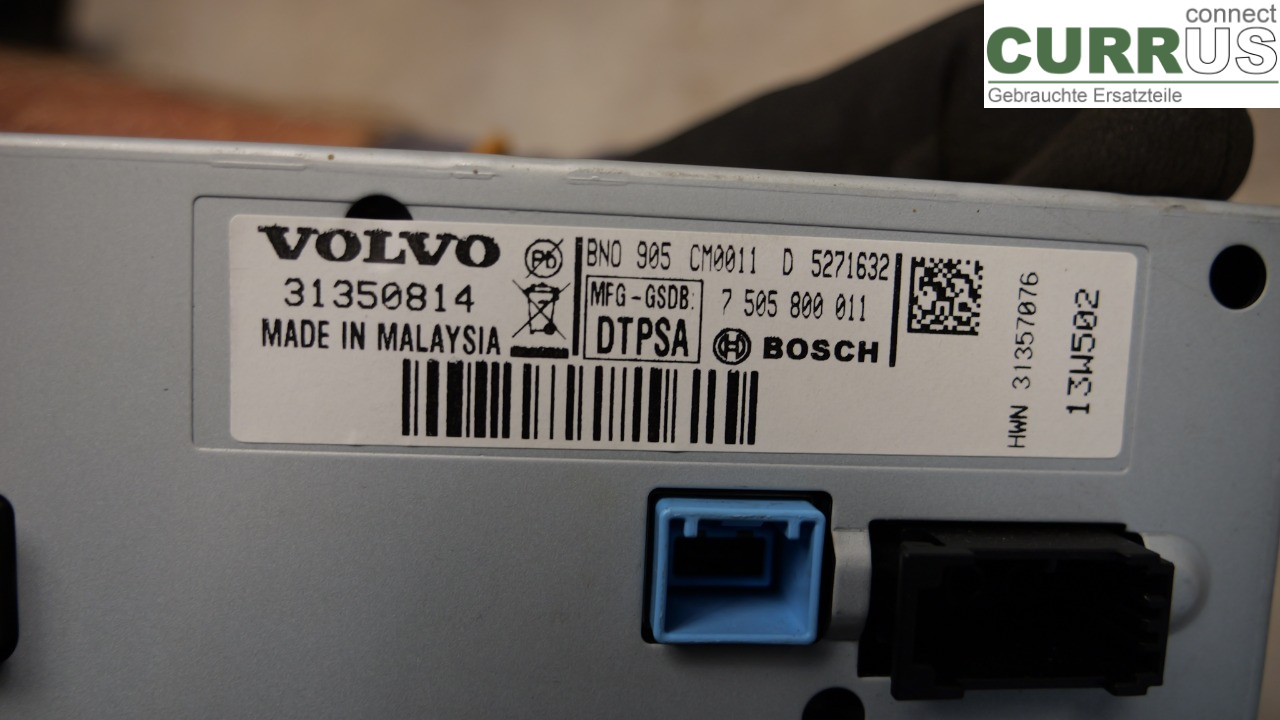 connect
CURRUS
Gebrauchte Ersatzteile
VOLVO
31350814
MADE IN MALAYSIA
Pb
BNO 905 CM0011 D 5271632
MFG-GSDB:
DTPSA
7 505 800 011
BOSCH
HWN 31357076
13W502